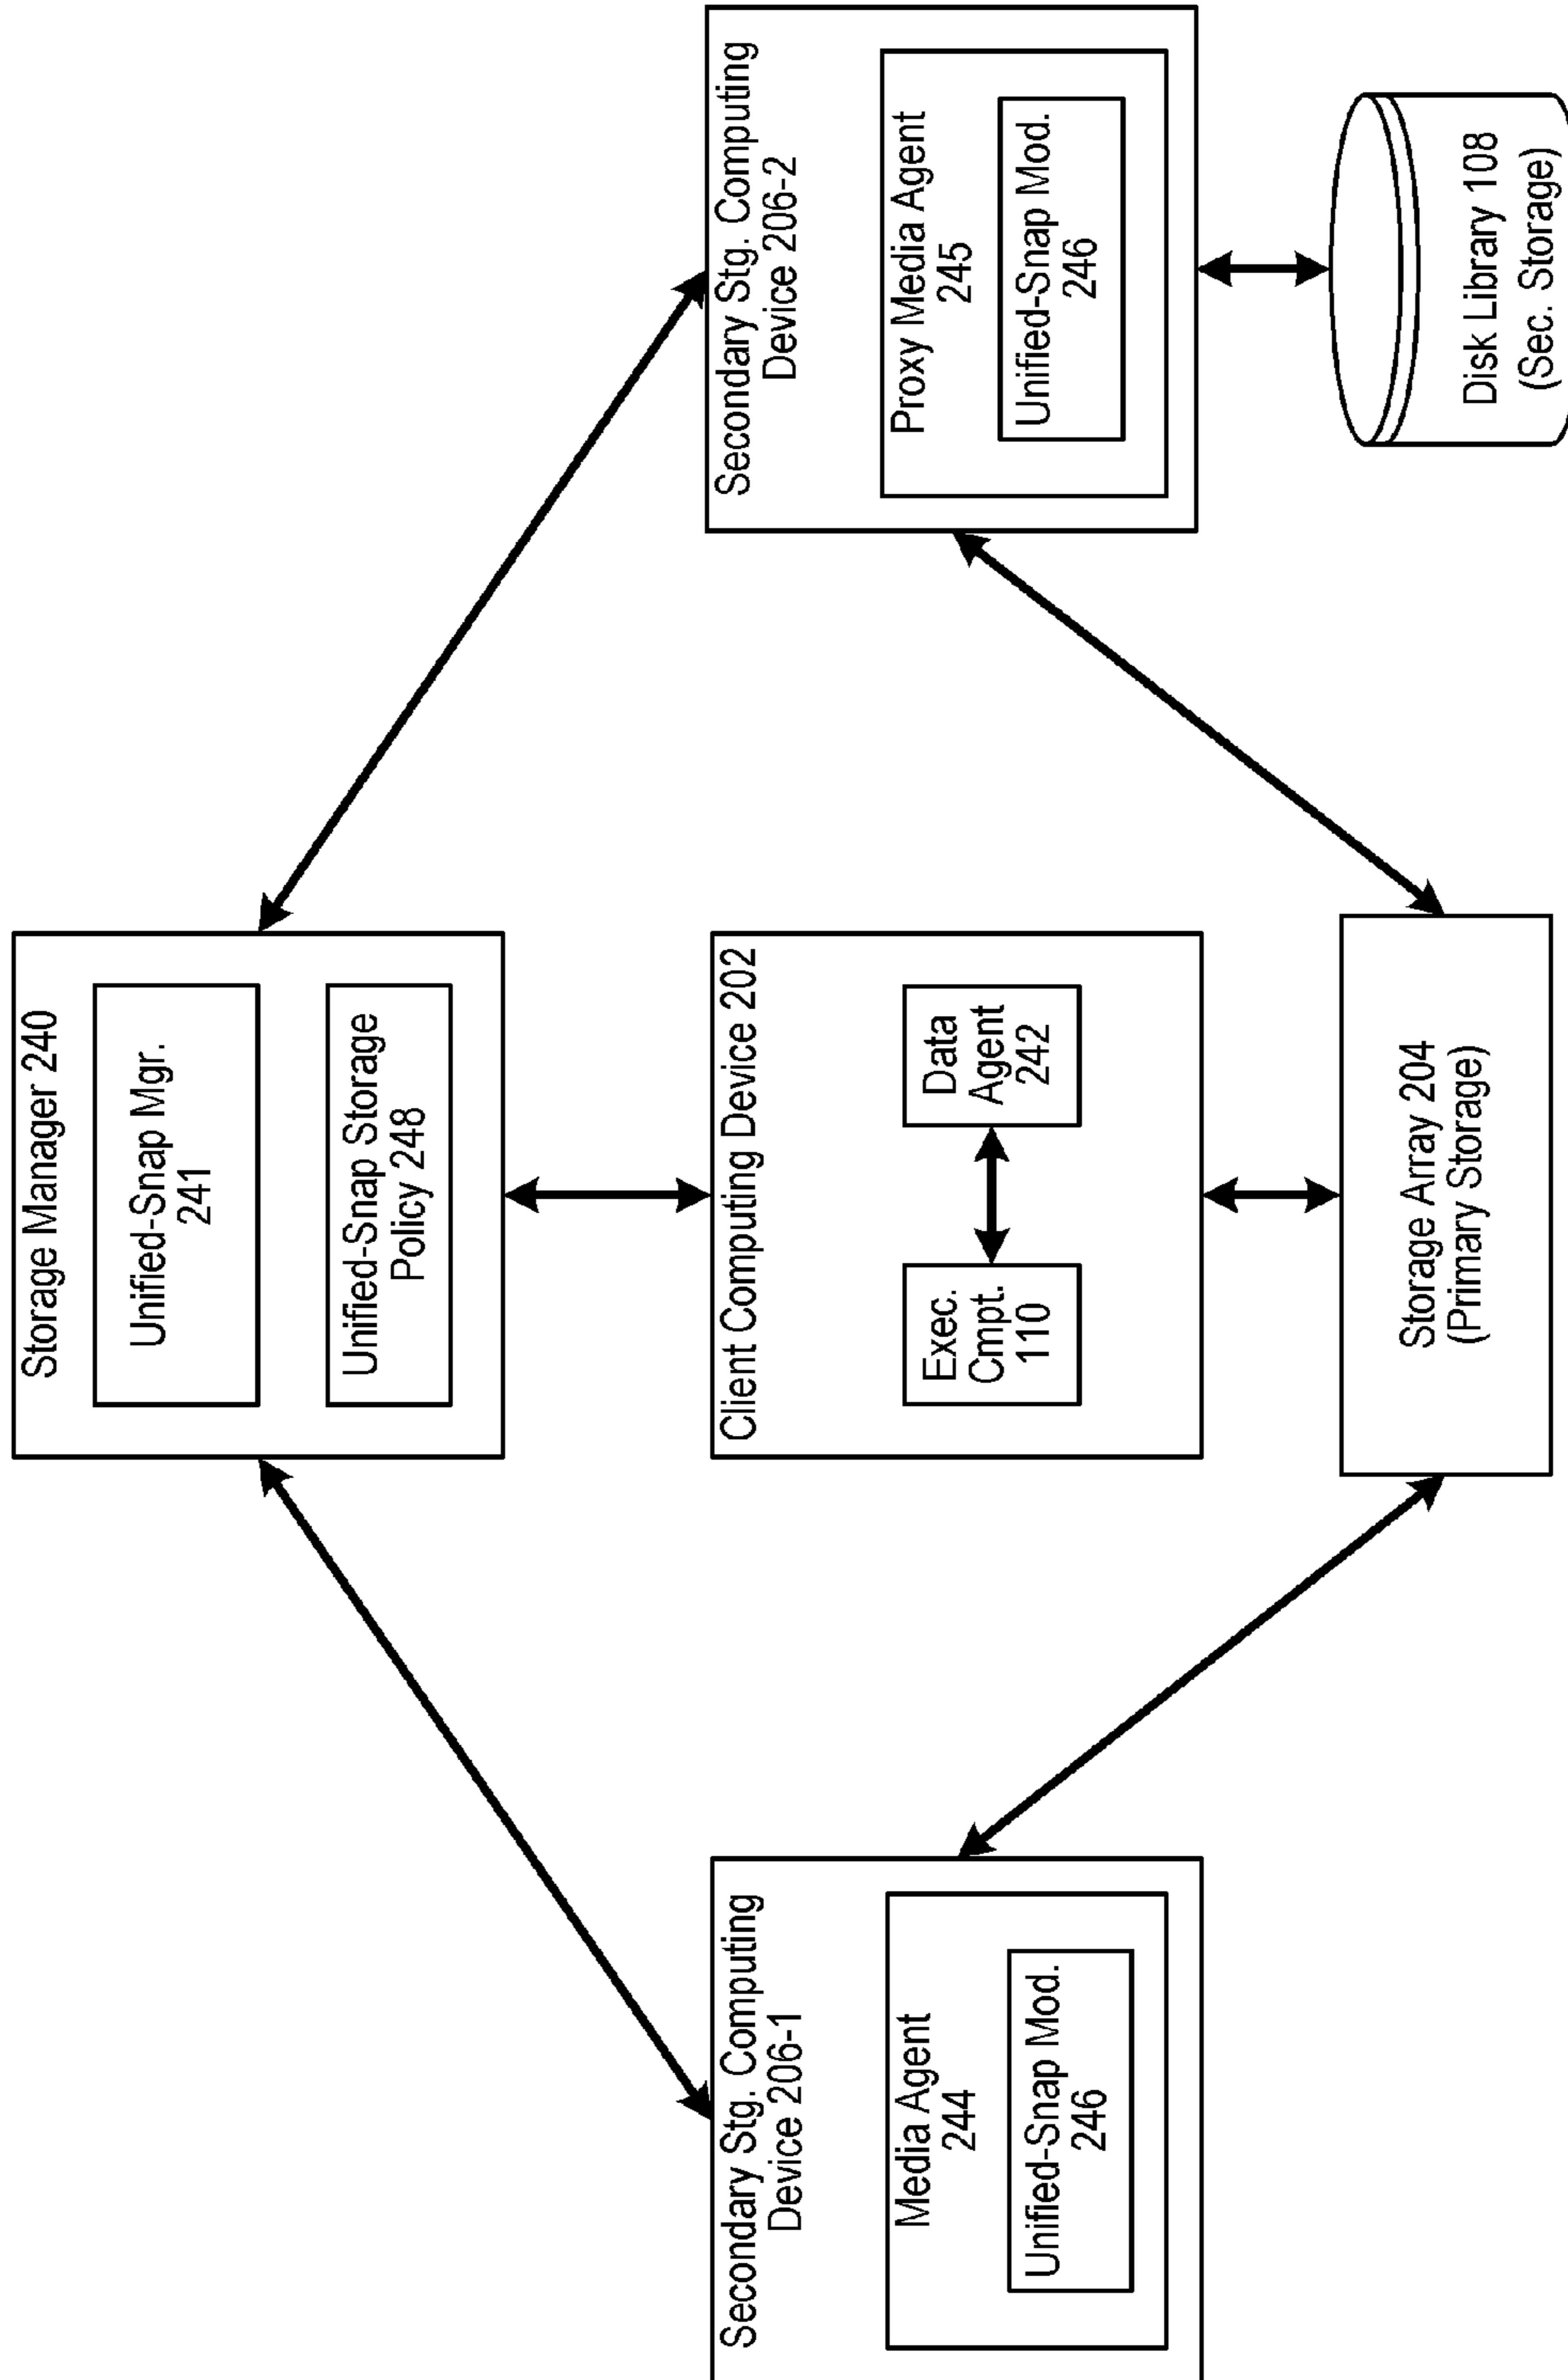 Storage Manager 240
Unified-Snap Mgr.
241
Unified-Snap Storage
Policy 248
Secondary Stg. Computing
Device 206-1
Media Agent
244
Unified-Snap Mod.
246
Client Computing Device 202
Exec.
Cmpt.
110
Data
Agent
242
Secondary Stg. Computing
Device 206-2
Proxy Media Agent
245
Unified-Snap Mod.
246
Storage Array 204
(Primary Storage)
Disk Library 108
(Sec. Storage)